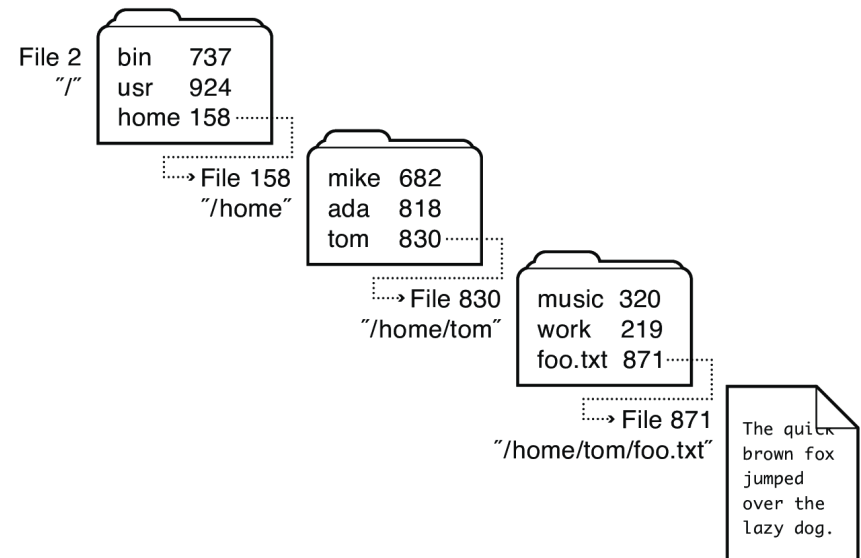 File 2
"/"
bin 737
usr 924
home 158
File 158
"/home"
mike 682
ada 818
tom 830
File 830
"/home/tom"
music 320
work 219
foo.txt 871
File 871
"/home/tom/foo.txt"
The quick
brown fox
jumped
over the
lazy dog.